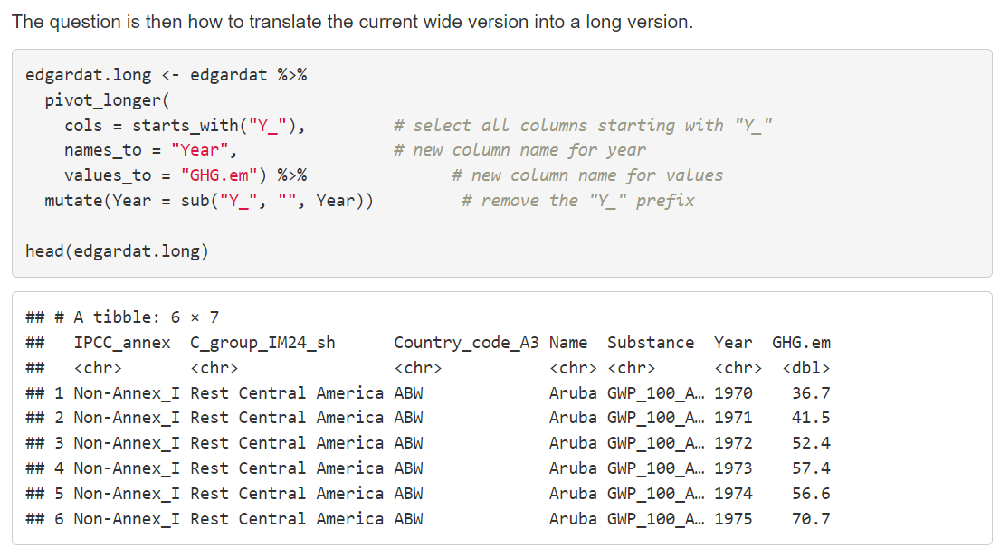 The question is then how to translate the current wide version into a long version.
edgardat.long <- edgardat %>%
  pivot_longer(
    cols = starts_with("Y_"),         # select all columns starting with "Y_"
    names_to = "Year",                # new column name for year
    values_to = "GHG.em") %>%               # new column name for values
  mutate(Year = sub("Y_", "", Year))         # remove the "Y_" prefix
head(edgardat.long)
## # A tibble: 6 × 7
##   IPCC_annex  C_group_IM24_sh      Country_code_A3 Name  Substance  Year  GHG.em
##   <chr>       <chr>                <chr>           <chr> <chr>      <chr>  <dbl>
## 1 Non-Annex_I Rest Central America ABW             Aruba GWP_100_A… 1970    36.7
## 2 Non-Annex_I Rest Central America ABW             Aruba GWP_100_A… 1971    41.5
## 3 Non-Annex_I Rest Central America ABW             Aruba GWP_100_A… 1972    52.4
## 4 Non-Annex_I Rest Central America ABW             Aruba GWP_100_A… 1973    57.4
## 5 Non-Annex_I Rest Central America ABW             Aruba GWP_100_A… 1974    56.6
## 6 Non-Annex_I Rest Central America ABW             Aruba GWP_100_A… 1975    70.7